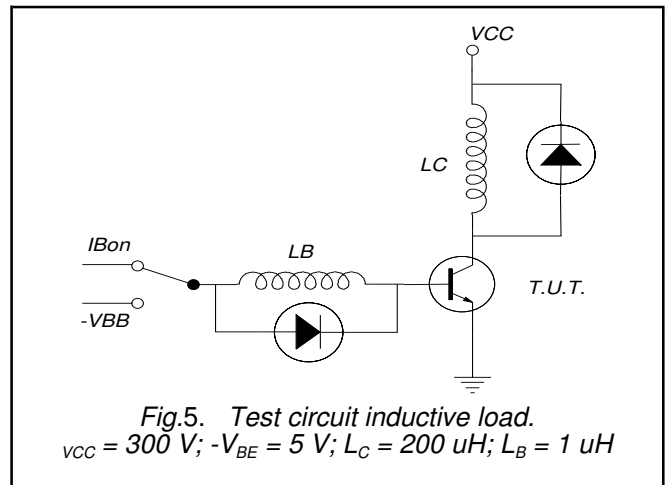 VCC
LC
IBon
LB
-VBB
T.U.T.
Fig.5. Test circuit inductive load.
VCC = 300 V; -VBE = 5 V; LC = 200 uH; LB = 1 uH